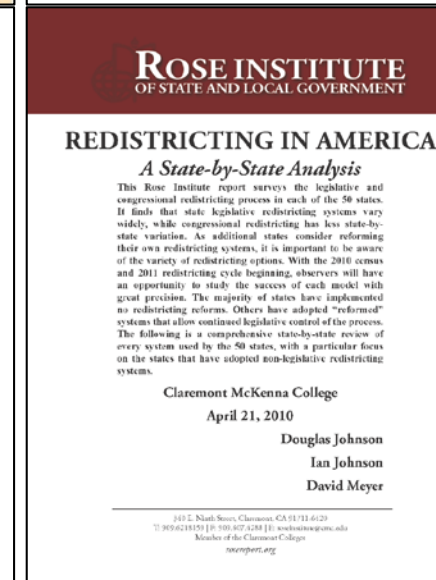 ROSE INSTITUTE
OF STATE AND LOCAL GOVERNMENT
REDISTRICTING IN AMERICA
A State-by-State Analysis
This Rose Institute report surveys the legislative and
congressional redistricting process in each of the 50 states.
It finds that state legislative redistricting systems vary
widely, while congressional redistricting has less state-by-
state variation. As additional states consider reforming
their own redistricting systems, it is important to be aware
of the variety of redistricting options. With the 2010 census
and 2011 redistricting cycle beginning, observers will have
an opportunity to study the success of each model with
great precision. The majority of states have implemented
no redistricting reforms. Others have adopted “reformed”
systems that allow continued legislative control of the process.
The following is a comprehensive state-by-state review of
every system used by the 50 states, with a particular focus
on the states that have adopted non-legislative redistricting
systems.
Claremont McKenna College
April 21, 2010
Douglas Johnson
Ian Johnson
David Meyer
Ninth Street, Claremont, CA 91711-6420
Member of the Claremont Colleges